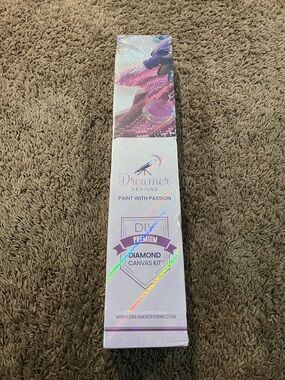 Dreamer
DESIGNS
PAINT WITH PASSION
DIY
PREMIUM
DIAMOND
CANVAS KIT
WWW.DREAMERDESIGNS.COM